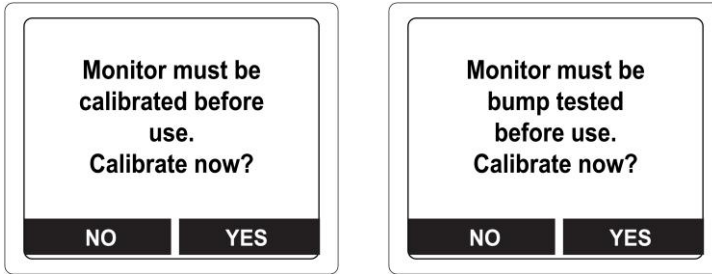 Monitor must be
calibrated before
use.
Calibrate now?
NO YES
Monitor must be
bump tested
before use.
Calibrate now?
NO YES